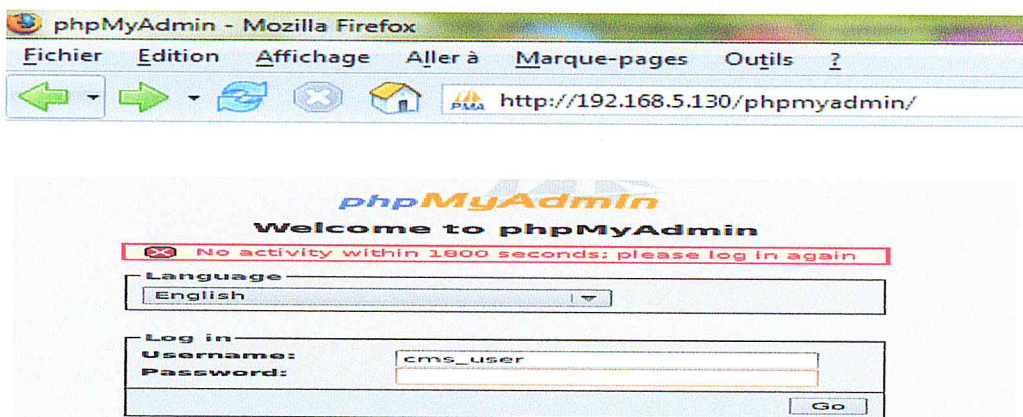 phpMyAdmin - Mozilla Firefox
Fichier Edition Affichage Aller à Marque-pages Outils ?
PMA http://192.168.5.130/phpmyadmin/
phpMyAdmin
Welcome to phpMyAdmin
No activity within 1800 seconds; please log in again
Language
English
Log in
Username: cms_user
Password:
Go